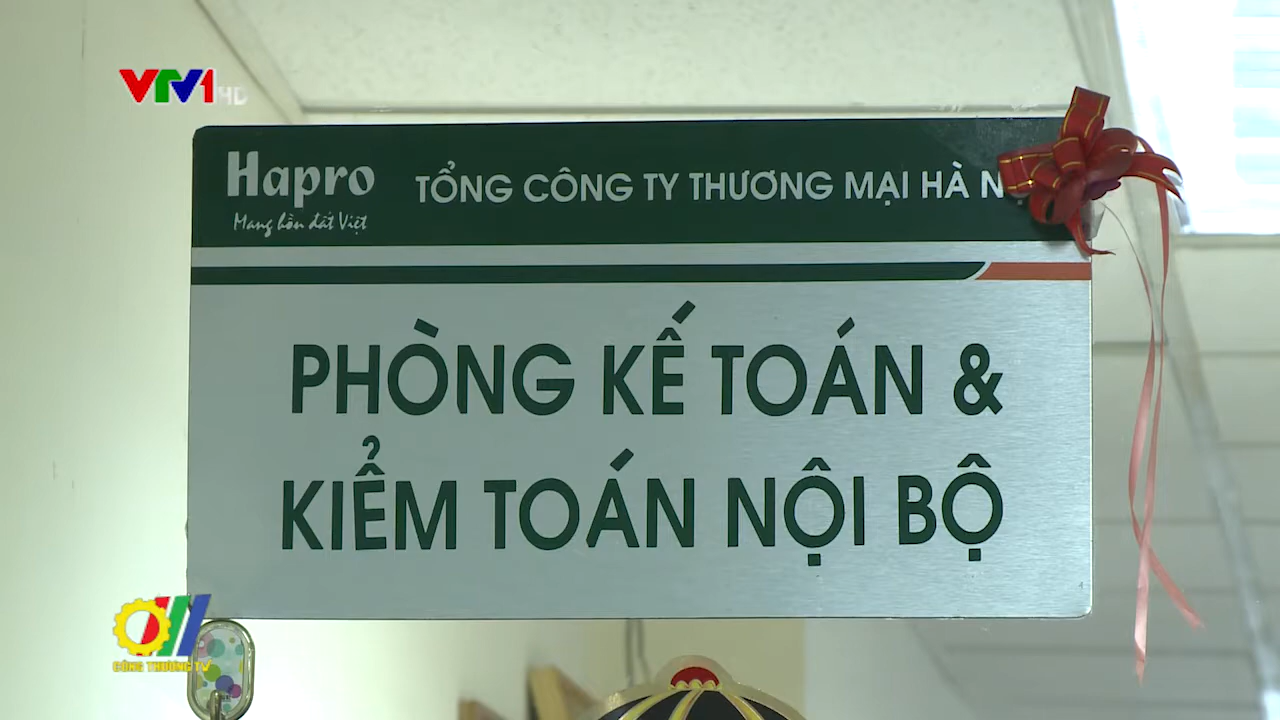 VTV1 HD
Hapro
Mang hồn đất Việt
TỔNG CÔNG TY THƯƠNG MẠI HÀ
PHÒNG KẾ TOÁN &
KIỂM TOÁN NỘI BỘ
CÔNG THƯƠNG TV